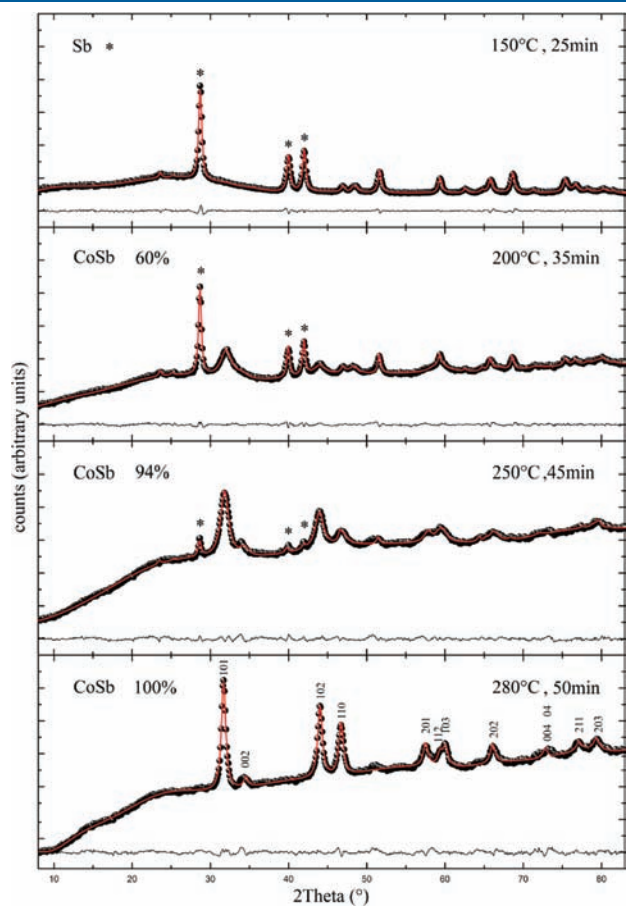 Sb * 150°C , 25min
*
* *
CoSb 60% 200°C , 35min
*
* *
CoSb 94% 250°C ,45min
* * *
CoSb 100% 280°C , 50min
101
002
102
110
201
112
103
202
004 04
211
203
counts (arbitrary units)
10 20 30 40 50 60 70 80
2Theta (°)